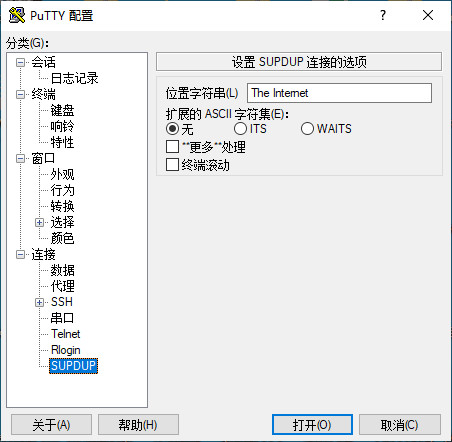 PuTTY 配置
?
分类(G):
会话
日志记录
终端
键盘
响铃
特性
窗口
外观
行为
转换
选择
颜色
连接
数据
代理
SSH
串口
Telnet
Rlogin
SUPDUP
设置 SUPDUP 连接的选项
位置字符串(L) The Internet
扩展的 ASCII 字符集(E):
无 ITS WAITS
**更多**处理
终端滚动
关于(A) 帮助(H) 打开(O) 取消(C)